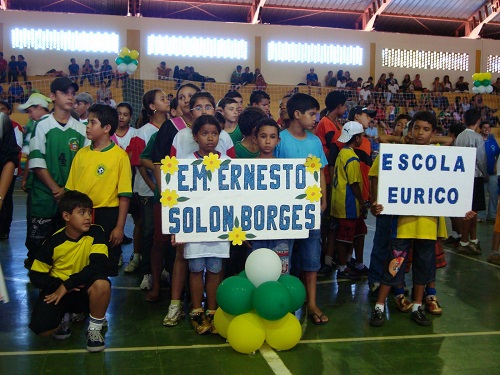 E.M ERNESTO
SOLON BORGES
ESCOLA
EURICO